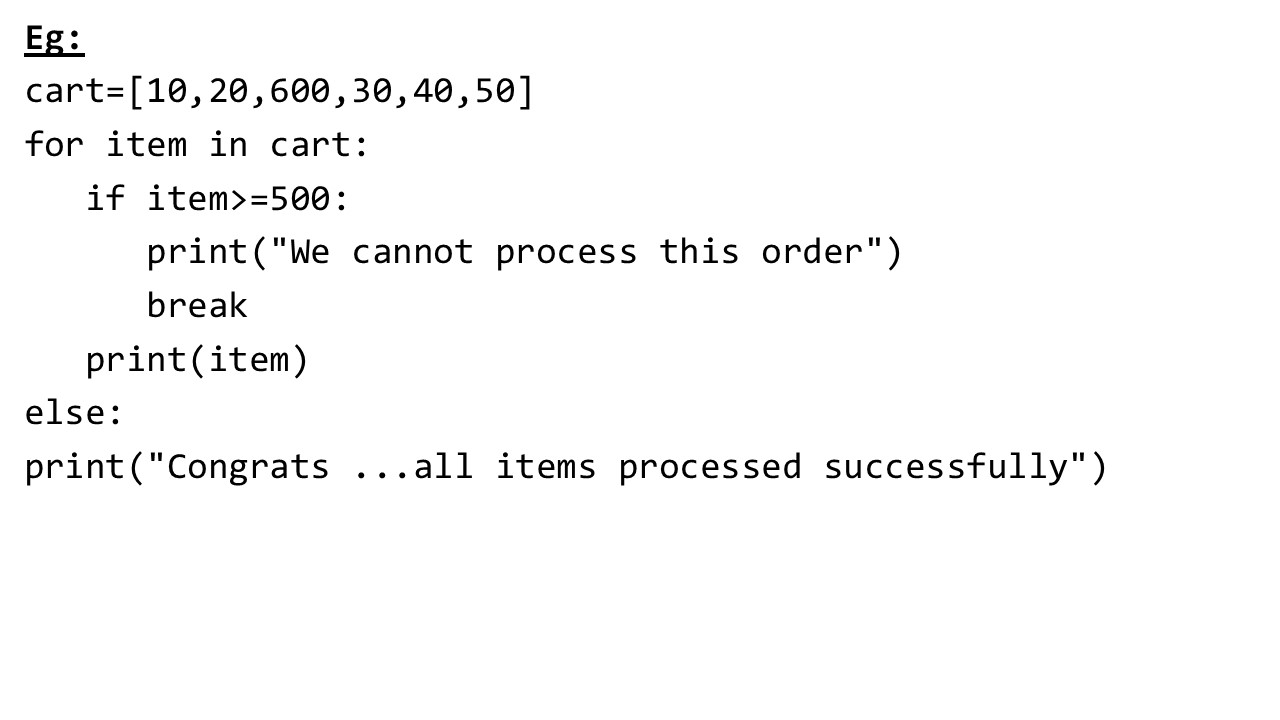 Eg:
cart=[10,20,600,30,40,50]
for item in cart:
   if item>=500:
      print("We cannot process this order")
      break
   print(item)
else:
print("Congrats ...all items processed successfully")